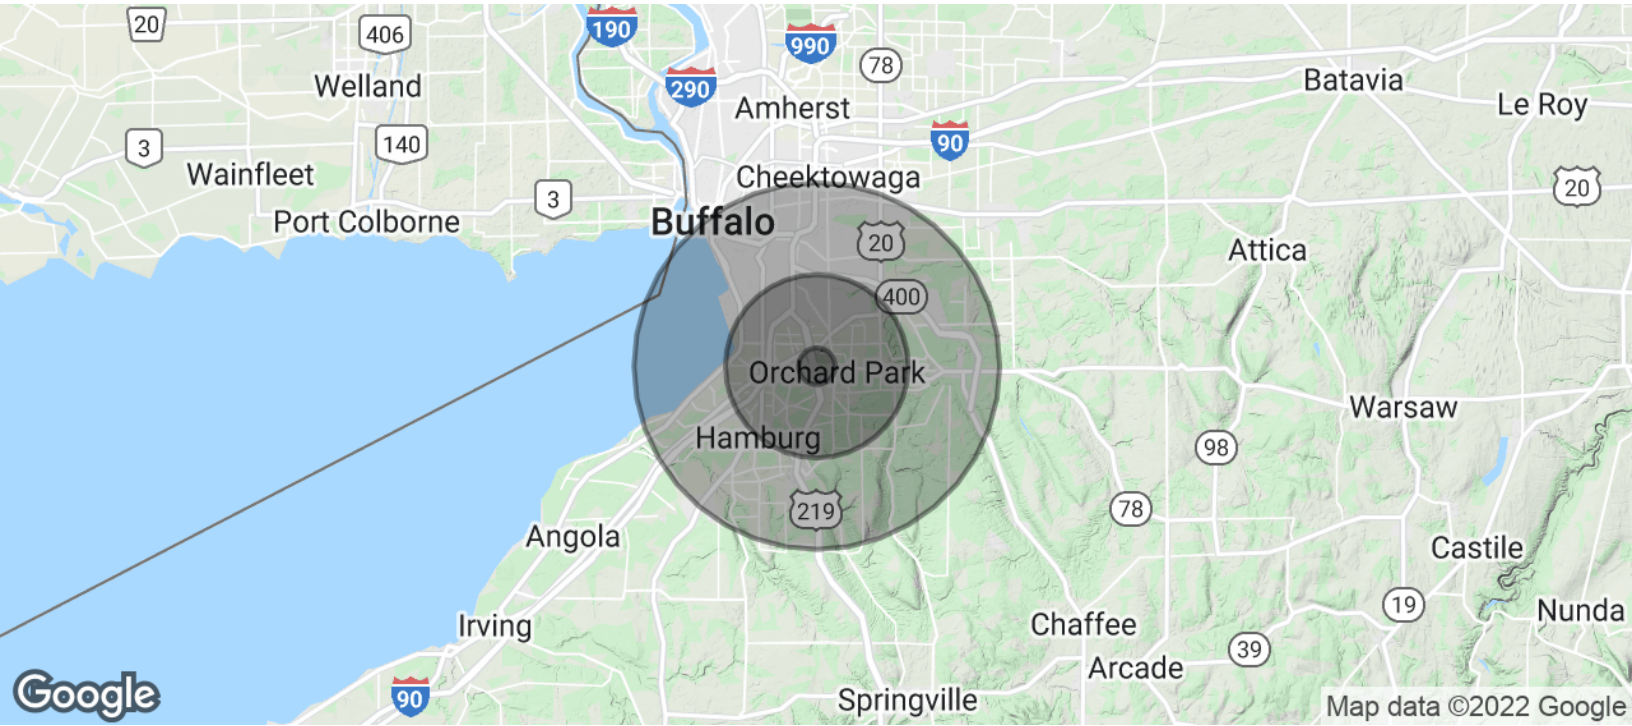 20
406
190
990
78
Welland
290
Amherst
Batavia
Le Roy
3
140
90
Wainfleet
Cheektowaga
20
3
Port Colborne
Buffalo
20
Attica
400
Orchard Park
Warsaw
Hamburg
98
219
78
Angola
Castile
19
Irving
Chaffee
Nunda
39
Arcade
Google
90
Springville
Map data ©2022 Google